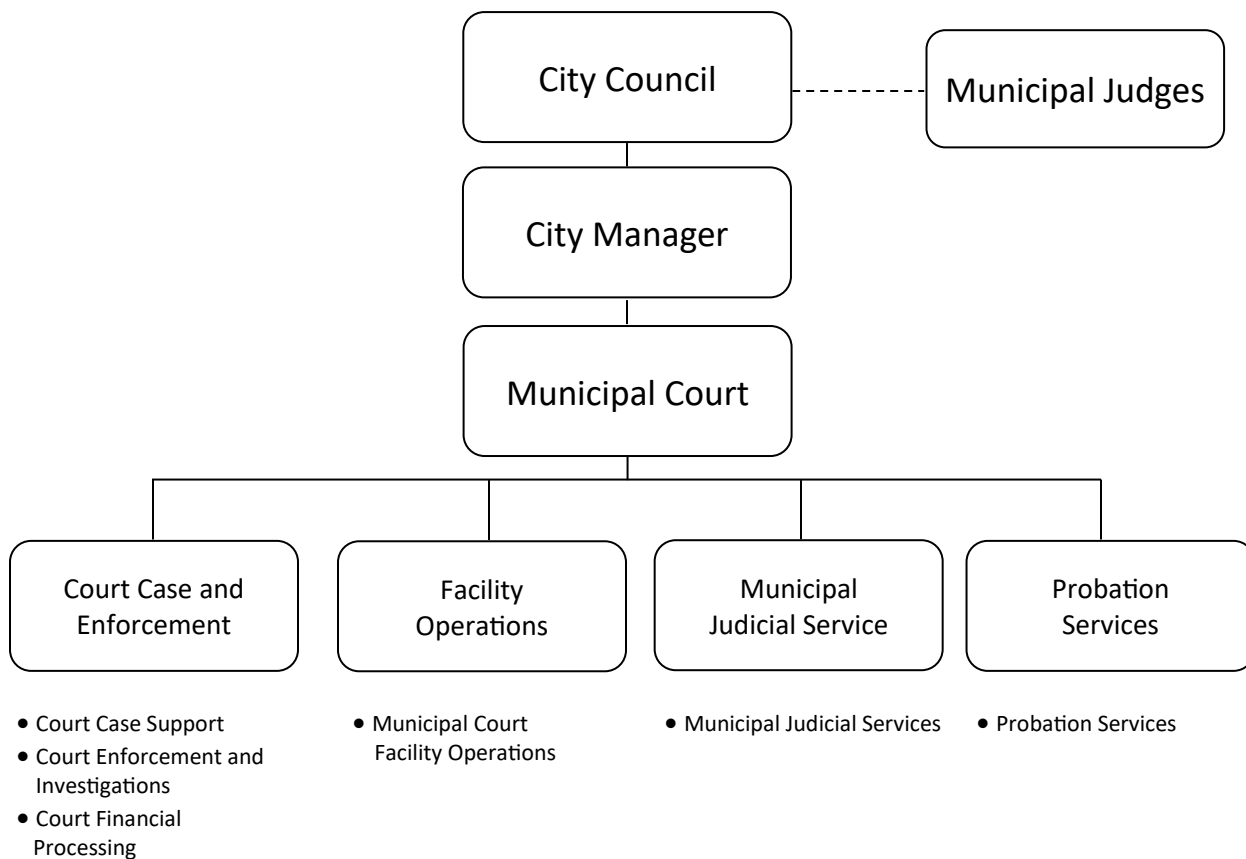 City Council
Municipal Judges
City Manager
Municipal Court
Court Case and
Enforcement
Facility
Operations
Municipal
Judicial Service
Probation
Services
• Court Case Support
• Court Enforcement and
Investigations
• Court Financial
Processing
• Municipal Court
Facility Operations
• Municipal Judicial Services
• Probation Services